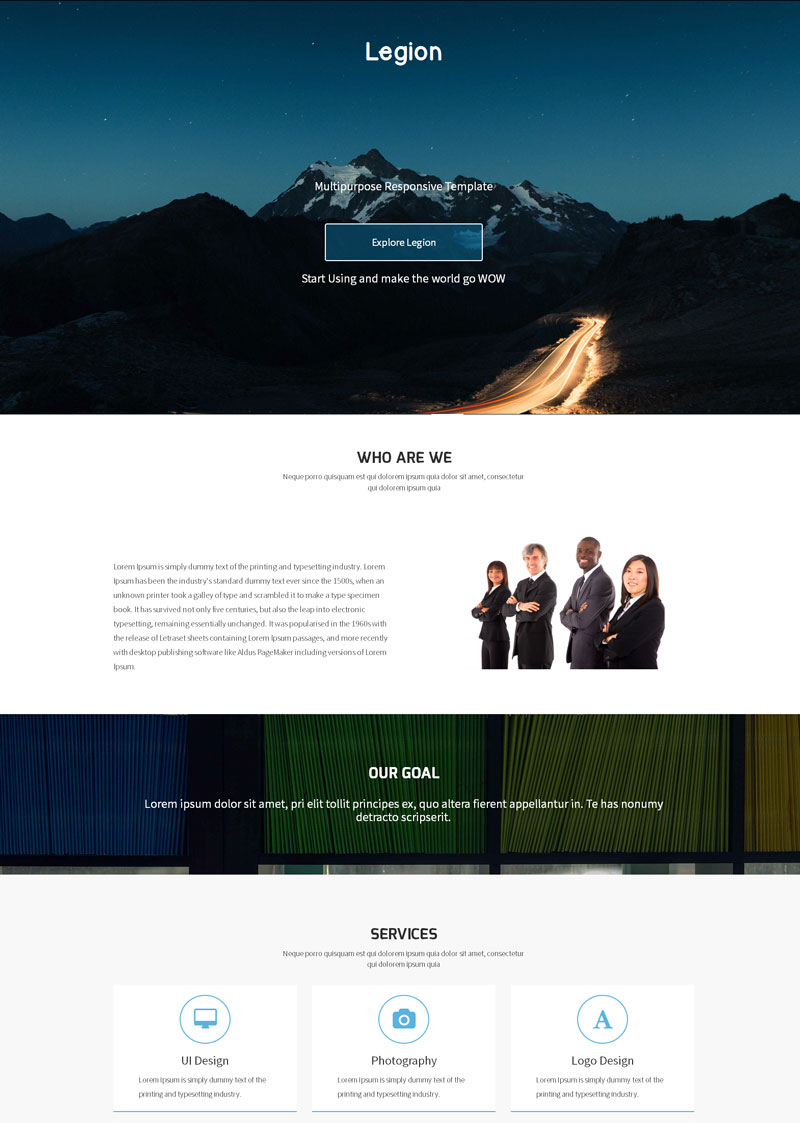 Legion
Multipurpose Responsive Template
Explore Legion
Start Using and make the world go WOW
WHO ARE WE
Neque porro quisquam est qui dolorem ipsum quia dolor sit amet, consectetur
qui dolorem ipsum quia
Lorem Ipsum is simply dummy text of the printing and typesetting industry. Lorem
Ipsum has been the industry's standard dummy text ever since the 1500s, when an
unknown printer took a galley of type and scrambled it to make a type specimen
book. It has survived not only five centuries, but also the leap into electronic
typesetting, remaining essentially unchanged. It was popularised in the 1960s with
the release of Letraset sheets containing Lorem Ipsum passages, and more recently
with desktop publishing software like Aldus PageMaker including versions of Lorem
Ipsum.
OUR GOAL
Lorem ipsum dolor sit amet, pri elit tollit principes ex, quo altera fierent appellantur in. Te has nonumy
detracto scripserit.
SERVICES
Neque porro quisquam est qui dolorem ipsum quia dolor sit amet, consectetur
qui dolorem ipsum quia
UI Design
Lorem Ipsum is simply dummy text of the
printing and typesetting industry.
Photography
Lorem Ipsum is simply dummy text of the
printing and typesetting industry.
A
Logo Design
Lorem Ipsum is simply dummy text of the
printing and typesetting industry.